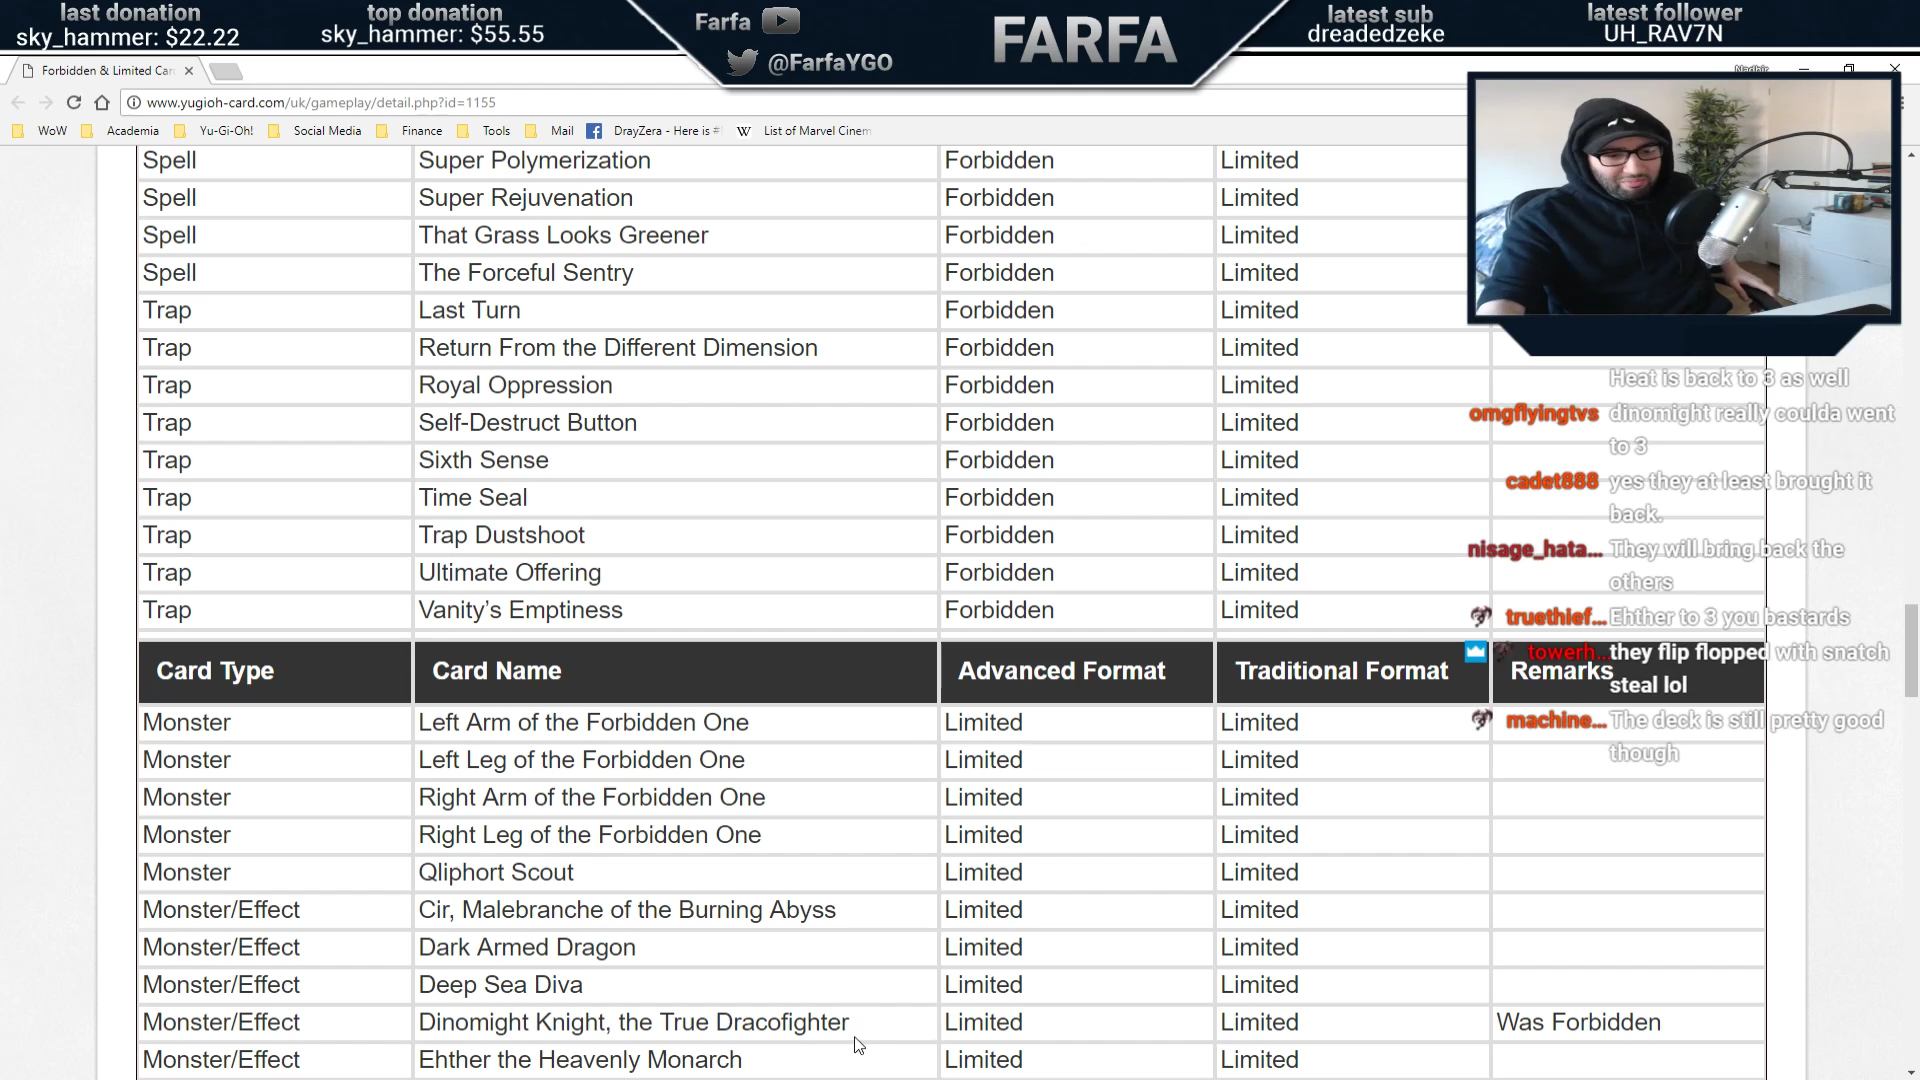 last donation
sky_hammer: $22.22
top donation
sky_hammer: $55.55
Farfa
@FarfaYGO
FARFA
latest sub
dreadedzeke
latest follower
UH_RAV7N
Forbidden & Limited Car
Nadhir
www.yugioh-card.com/uk/gameplay/detail.php?id=1155
WoW Academia Yu-Gi-Oh! Social Media Finance Tools Mail DrayZera - Here is # W List of Marvel Cinem
Spell Super Polymerization Forbidden Limited
Spell Super Rejuvenation Forbidden Limited
Spell That Grass Looks Greener Forbidden Limited
Spell The Forceful Sentry Forbidden Limited
Trap Last Turn Forbidden Limited
Trap Return From the Different Dimension Forbidden Limited
Trap Royal Oppression Forbidden Limited
Trap Self-Destruct Button Forbidden Limited
Trap Sixth Sense Forbidden Limited
Trap Time Seal Forbidden Limited
Trap Trap Dustshoot Forbidden Limited
Trap Ultimate Offering Forbidden Limited
Trap Vanity’s Emptiness Forbidden Limited
Card Type Card Name Advanced Format Traditional Format Remarks
Monster Left Arm of the Forbidden One Limited Limited
Monster Left Leg of the Forbidden One Limited Limited
Monster Right Arm of the Forbidden One Limited Limited
Monster Right Leg of the Forbidden One Limited Limited
Monster Qliphort Scout Limited Limited
Monster/Effect Cir, Malebranche of the Burning Abyss Limited Limited
Monster/Effect Dark Armed Dragon Limited Limited
Monster/Effect Deep Sea Diva Limited Limited
Monster/Effect Dinomight Knight, the True Dracofighter Limited Limited Was Forbidden
Monster/Effect Ehther the Heavenly Monarch Limited Limited
Heat is back to 3 as well
omgflyingtvs dinomight really coulda went
to 3
cadet888 yes they at least brought it
back.
nisage_hata... They will bring back the
others
truethief... Ehther to 3 you bastards
towerh... they flip flopped with snatch
steal lol
machine... The deck is still pretty good
though